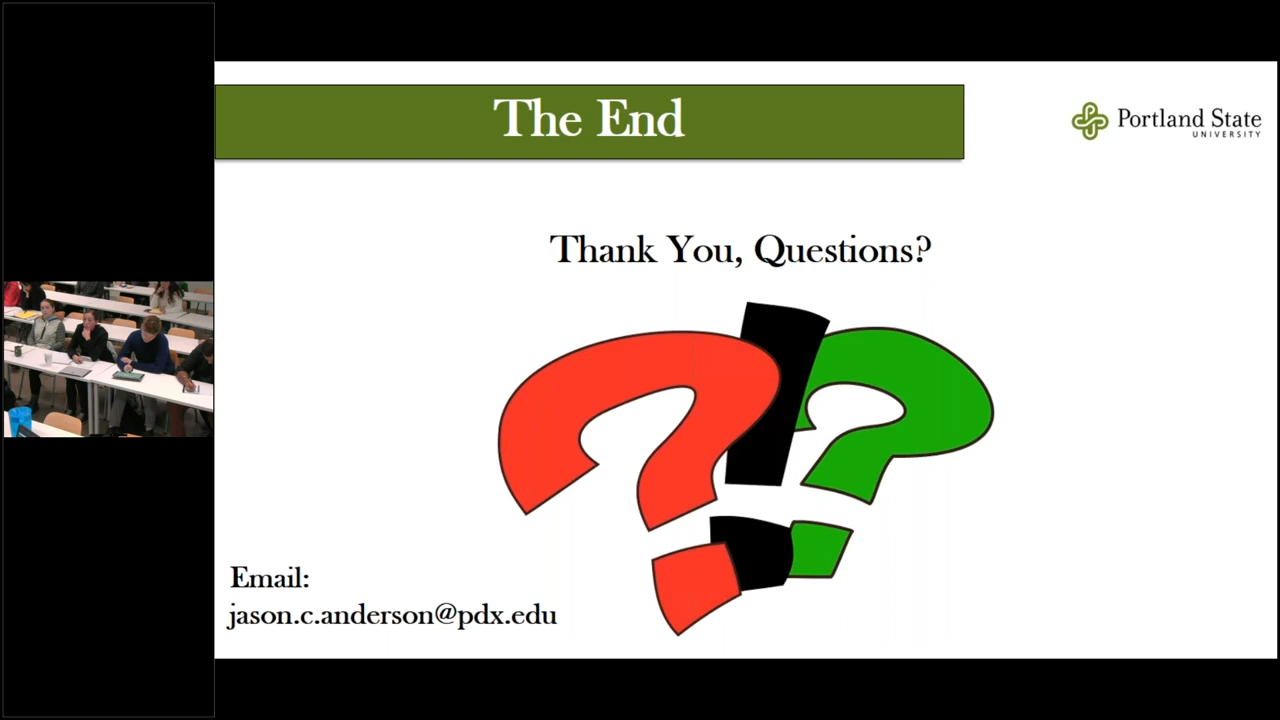 The End
Portland State
UNIVERSITY
Thank You, Questions?
Email:
jason.c.anderson@pdx.edu